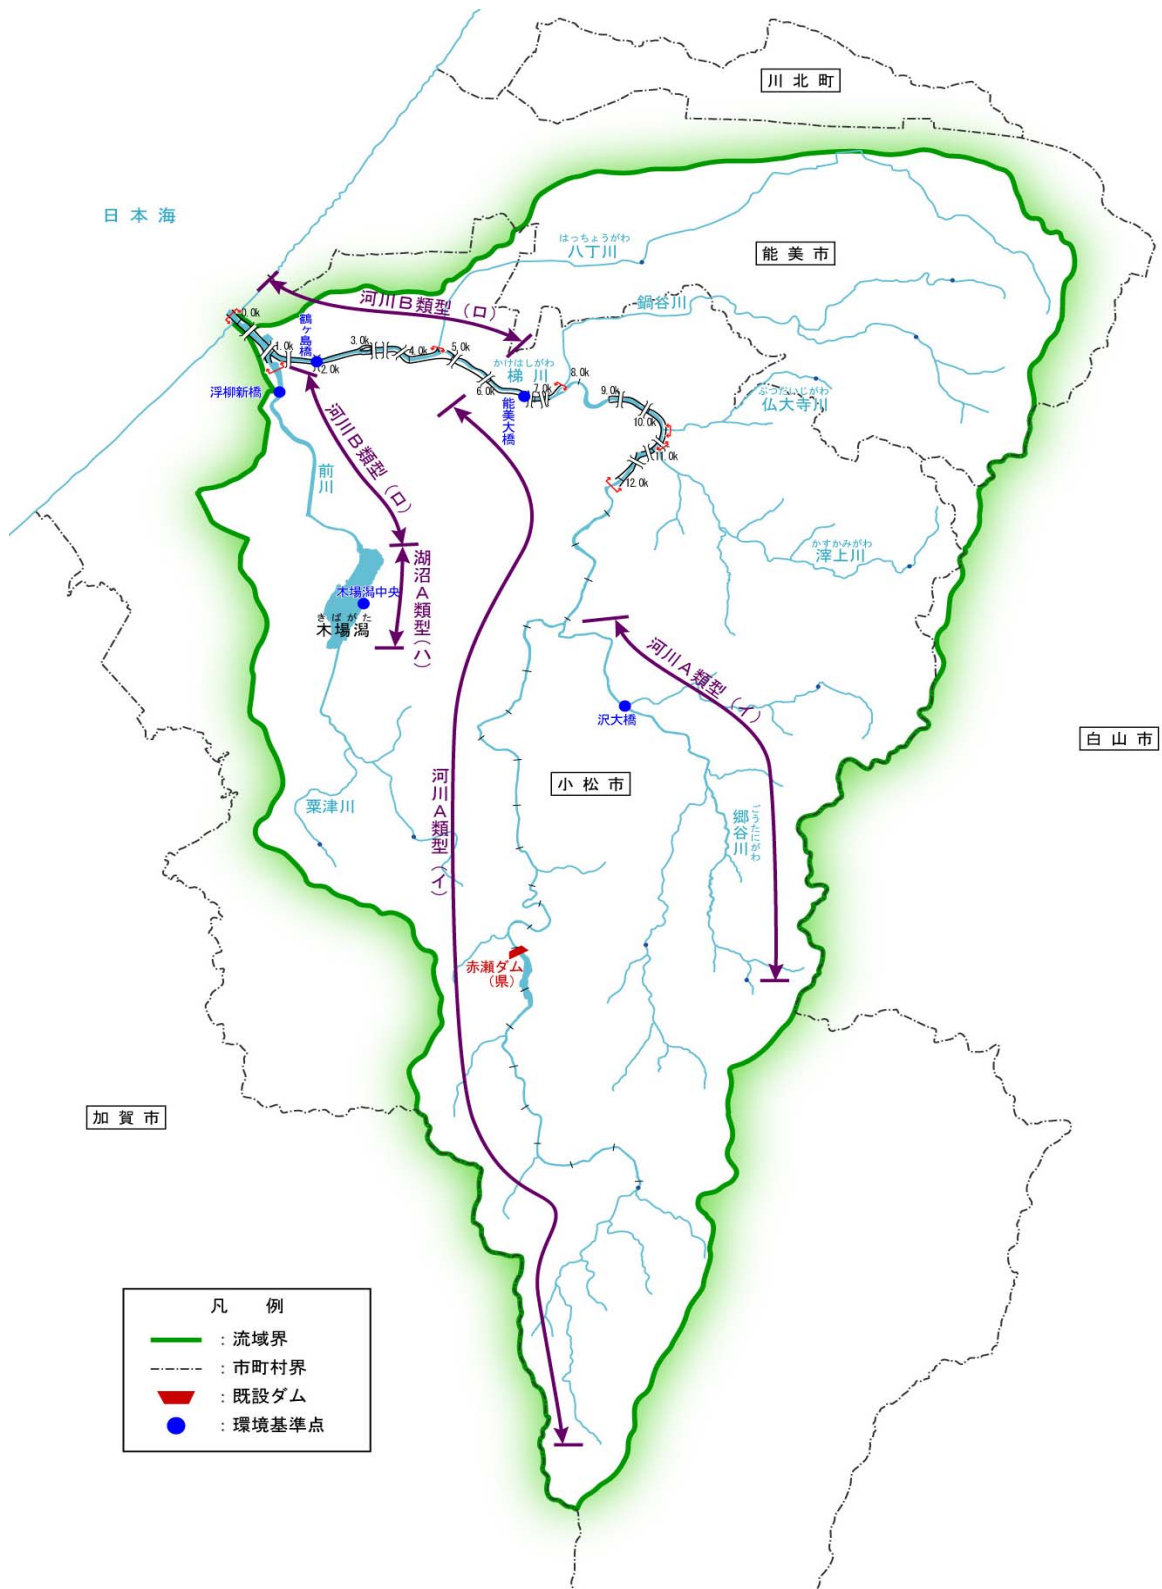 川北町
日本海
はっちょうがわ
八丁川
能美市
河川B類型(ロ)
鍋谷川
0.0k
鶴ヶ島橋
1.0k
2.0k
3.0k
4.0k
5.0k
かけはしがわ
梯川
6.0k
7.0k
8.0k
9.0k
浮柳新橋
能美大橋
ぶつだいじがわ
仏大寺川
10.0k
11.0k
12.0k
河川B類型(ロ)
前川
かすかみがわ
滓上川
湖沼A類型(ハ)
木場潟中央
きばがた
木場潟
河川A類型(イ)
沢大橋
白山市
小松市
河川A類型(イ)
粟津川
ごうたにがわ
郷谷川
赤瀬ダム
(県)
加賀市
凡 例
:流域界
:市町村界
:既設ダム
:環境基準点